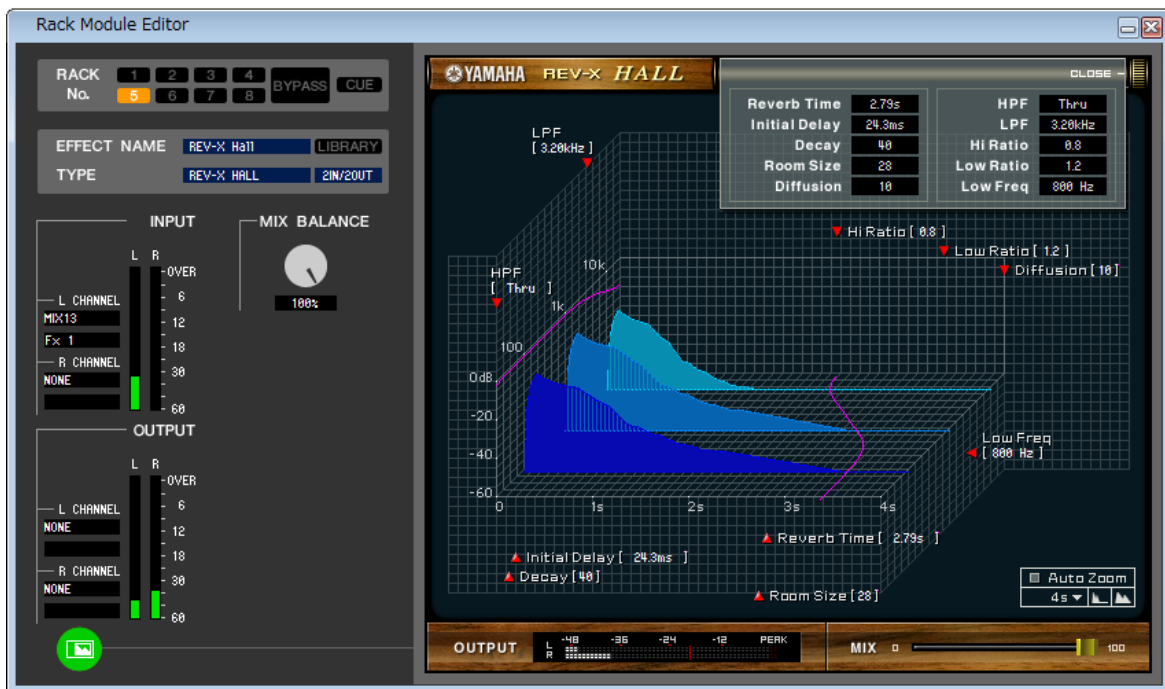 Rack Module Editor
RACK No.
1 2 3 4
5 6 7 8
BYPASS
CUE
EFFECT NAME REV-X Hall LIBRARY
TYPE REV-X HALL 2IN/2OUT
INPUT
L R
OVER
6
12
18
30
60
L CHANNEL
MIX13
Fx 1
R CHANNEL
NONE
MIX BALANCE
100%
OUTPUT
L R
OVER
6
12
18
30
60
L CHANNEL
NONE
R CHANNEL
NONE
YAMAHA REV-X HALL
CLOSE
Reverb Time 2.79s
Initial Delay 24.3ms
Decay 40
Room Size 28
Diffusion 10
HPF Thru
LPF 3.20kHz
Hi Ratio 0.8
Low Ratio 1.2
Low Freq 800 Hz
LPF
[ 3.20kHz ]
Hi Ratio [ 0.8 ]
Low Ratio [ 1.2 ]
Diffusion [ 10 ]
HPF
[ Thru ]
10k
1k
100
0dB
-20
-40
-60
0 1s 2s 3s 4s
Low Freq
[ 800 Hz ]
Reverb Time [ 2.79s ]
Initial Delay [ 24.3ms ]
Decay [40]
Room Size [28]
Auto Zoom
4s
OUTPUT
L
R
-48 -36 -24 -12 PEAK
MIX 0 100